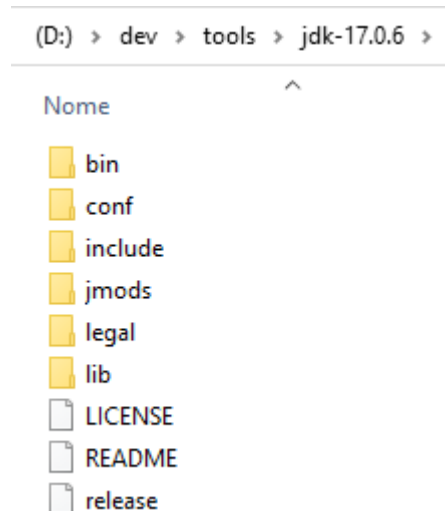 (D:) > dev > tools > jdk-17.0.6 >
Nome
bin
conf
include
jmods
legal
lib
LICENSE
README
release